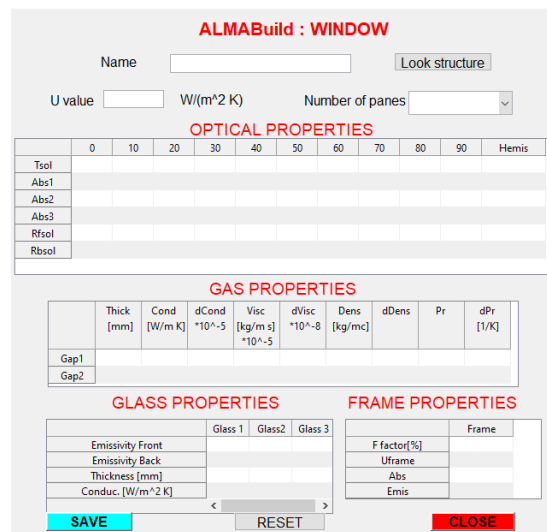 ALMABuild : WINDOW
Name Look structure
U value W/(m^2 K) Number of panes
OPTICAL PROPERTIES
0 10 20 30 40 50 60 70 80 90 Hemis
Tsol
Abs1
Abs2
Abs3
Rfsol
Rbsol
GAS PROPERTIES
Thick Cond dCond Visc dVisc Dens dDens Pr dPr
[mm] [W/m K] *10^-5 [kg/m s] *10^-8 [kg/mc] [1/K]
*10^-5
Gap1
Gap2
GLASS PROPERTIES FRAME PROPERTIES
Glass 1 Glass2 Glass 3 Frame
Emissivity Front F factor[%]
Emissivity Back Uframe
Thickness [mm] Abs
Conduc. [W/m^2 K] Emis
SAVE RESET CLOSE